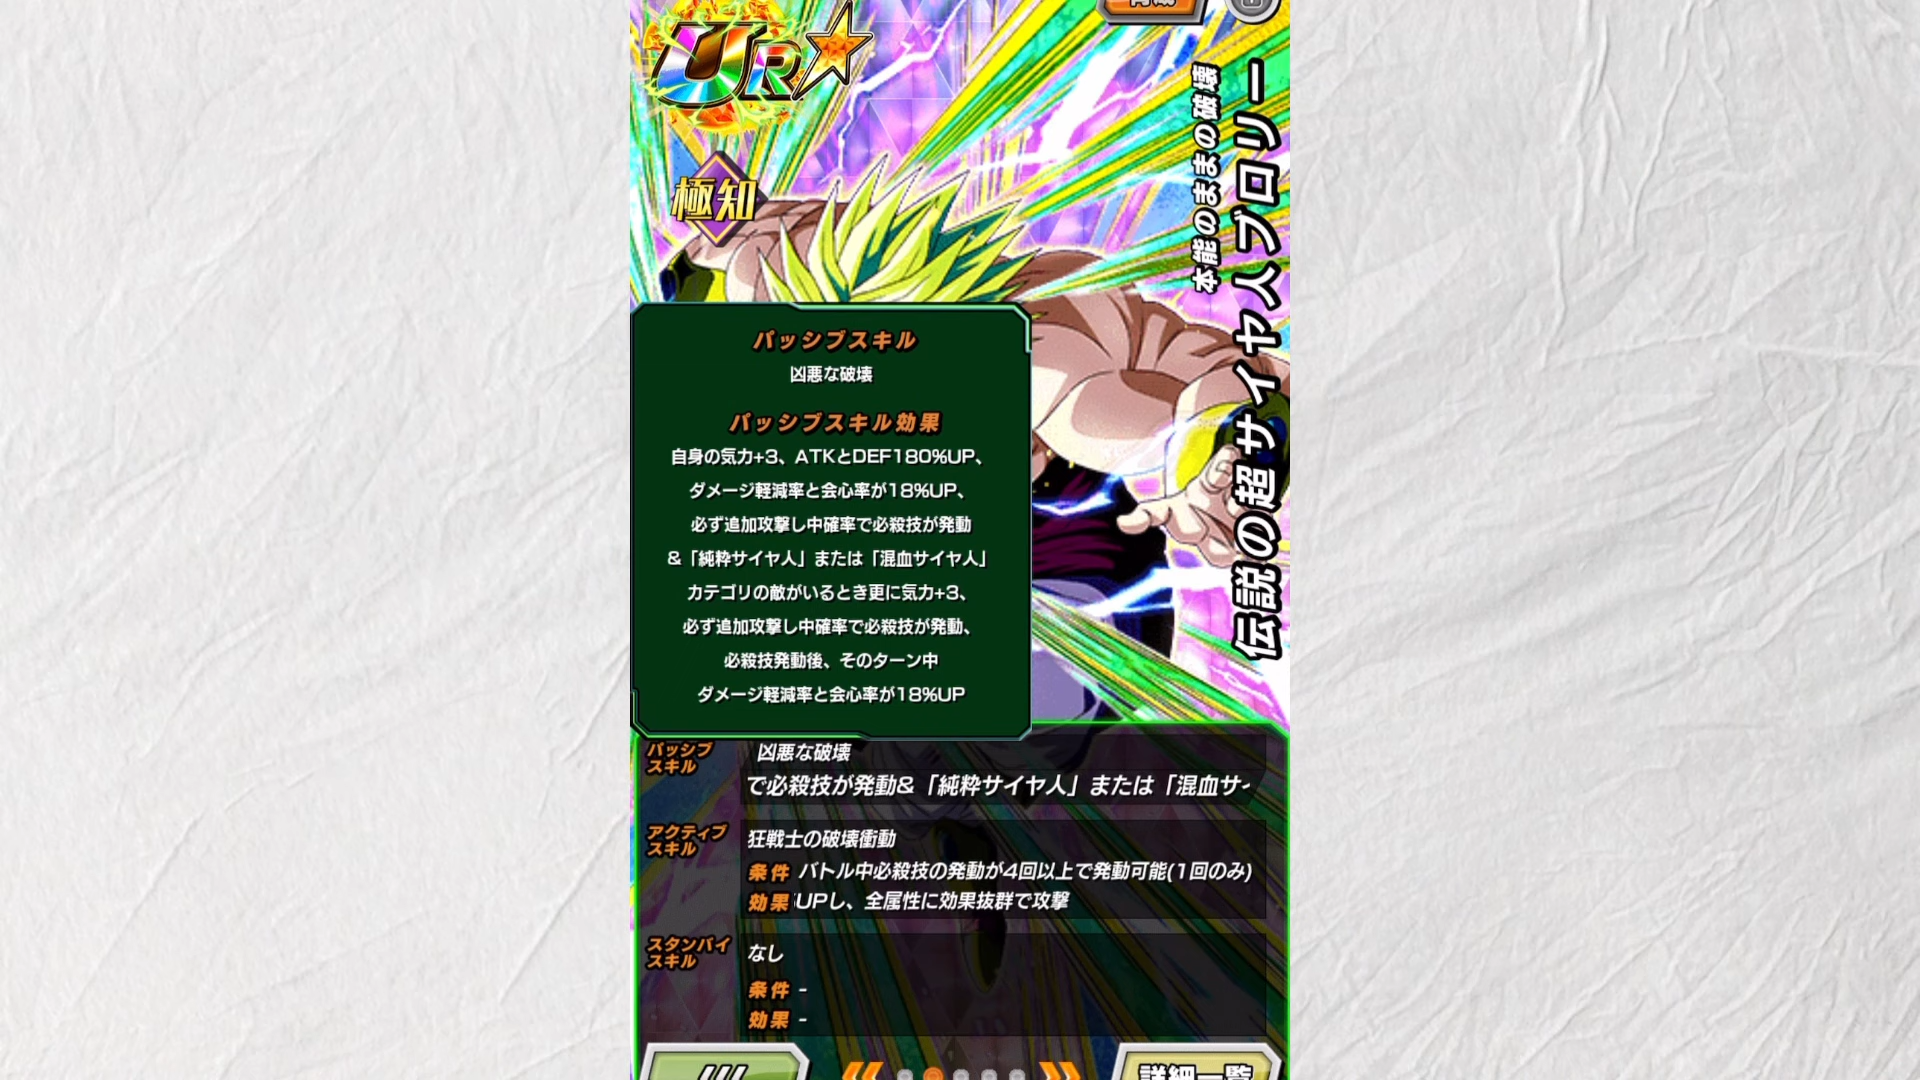 UR
極知
本能のままの破壊
伝説の超サイヤ人ブロリー
パッシブスキル
凶悪な破壊
パッシブスキル効果
自身の気力+3、ATKとDEF180%UP、
ダメージ軽減率と会心率が18%UP、
必ず追加攻撃し中確率で必殺技が発動
&「純粋サイヤ人」または「混血サイヤ人」
カテゴリの敵がいるとき更に気力+3、
必ず追加攻撃し中確率で必殺技が発動、
必殺技発動後、そのターン中
ダメージ軽減率と会心率が18%UP
パッシブ
スキル
凶悪な破壊
で必殺技が発動&「純粋サイヤ人」または「混血サ
アクティブ
スキル
狂戦士の破壊衝動
条件 バトル中必殺技の発動が4回以上で発動可能(1回のみ)
効果 UPし、全属性に効果抜群で攻撃
スタンバイ
スキル
なし
条件 -
効果 -
詳細一覧